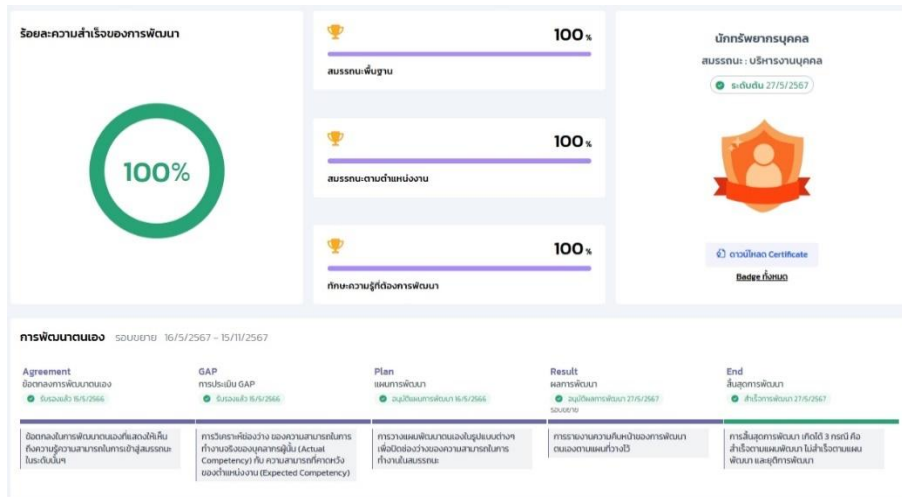 ร้อยละความสำเร็จของการพัฒนา
100%
100 %
สมรรถนะพื้นฐาน
100 %
สมรรถนะตามตำแหน่งงาน
100 %
ทักษะความรู้ที่ต้องการพัฒนา
นักทรัพยากรบุคคล
สมรรถนะ : บริหารงานบุคคล
ระดับต้น 27/5/2567
ดาวน์โหลด Certificate
Badge ทั้งหมด
การพัฒนาตนเอง รอบขยาย 16/5/2567 - 15/11/2567
Agreement
ข้อตกลงการพัฒนาตนเอง
รับรองแล้ว 15/5/2566
ข้อตกลงในการพัฒนาตนเองที่แสดงให้เห็น
ถึงความรู้ความสามารถในการเข้าสู่สมรรถนะ
ในระดับนั้นๆ
GAP
การประเมิน GAP
รับรองแล้ว 15/5/2566
การวิเคราะห์ช่องว่าง ของความสามารถในการ
ทำงานจริงของบุคลากรผู้นั้น (Actual
Competency) กับ ความสามารถที่คาดหวัง
ของตำแหน่งงาน (Expected Competency)
Plan
แผนการพัฒนา
อนุมัติแผนการพัฒนา 16/5/2566
การวางแผนพัฒนาตนเองในรูปแบบต่างๆ
เพื่อปิดช่องว่างของความสามารถในการ
ทำงานในสมรรถนะ
Result
ผลการพัฒนา
อนุมัติผลการพัฒนา 27/5/2567
รอบขยาย
การรายงานความคืบหน้าของการพัฒนา
ตนเองตามแผนที่วางไว้
End
สิ้นสุดการพัฒนา
สำเร็จการพัฒนา 27/5/2567
การสิ้นสุดการพัฒนา เกิดได้ 3 กรณี คือ
สำเร็จตามแผนพัฒนา ไม่สำเร็จตามแผน
พัฒนา และยุติการพัฒนา